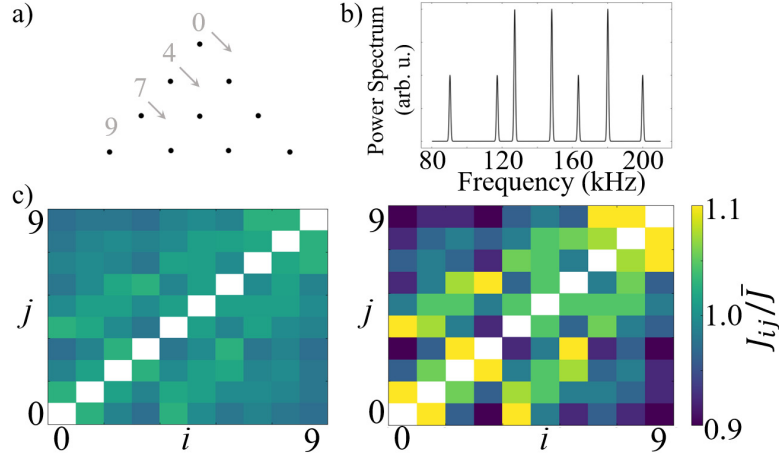 a)
0
4
7
9
b)
Power Spectrum
(arb. u.)
80 120 160 200
Frequency (kHz)
c)
9
j
0
0 i 9
9
j
0
0 i 9
1.1
1.0
0.9
J_{ij}/J̄